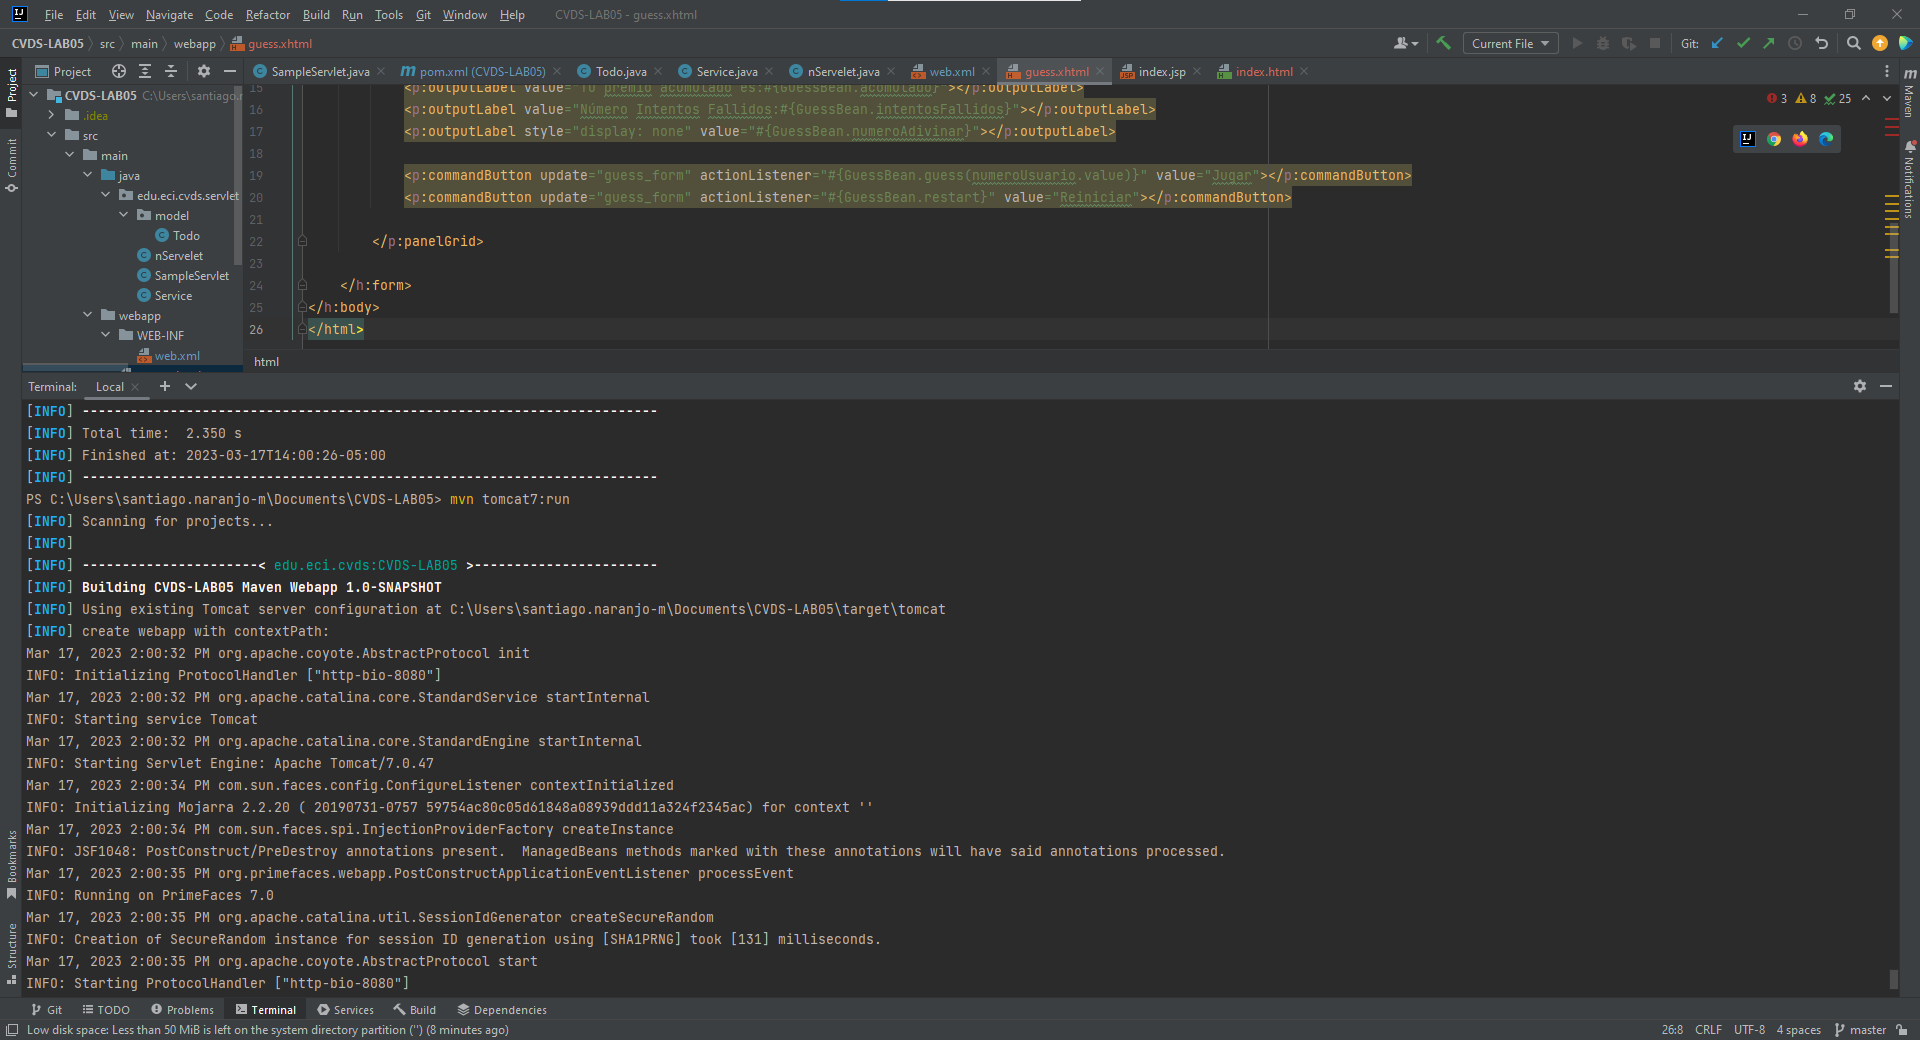 File Edit View Navigate Code Refactor Build Run Tools Git Window Help CVDS-LAB05 - guess.xhtml
CVDS-LAB05 src main webapp guess.xhtml Current File Git:
Project SampleServlet.java pom.xml (CVDS-LAB05) Todo.java Service.java nServelet.java web.xml guess.xhtml index.jsp index.html
Project
Commit
Bookmarks
Structure
Maven
Notifications
CVDS-LAB05 C:\Users\santiago.n
.idea
src
main
java
edu.eci.cvds.servlet
model
Todo
nServelet
SampleServlet
Service
webapp
WEB-INF
web.xml
3 8 25
15 <p:outputLabel value="Tu premio acumulado es:#{GuessBean.acomulado}"></p:outputLabel>
16 <p:outputLabel value="Número Intentos Fallidos:#{GuessBean.intentosFallidos}"></p:outputLabel>
17 <p:outputLabel style="display: none" value="#{GuessBean.numeroAdivinar}"></p:outputLabel>
18
19 <p:commandButton update="guess_form" actionListener="#{GuessBean.guess(numeroUsuario.value)}" value="Jugar"></p:commandButton>
20 <p:commandButton update="guess_form" actionListener="#{GuessBean.restart}" value="Reiniciar"></p:commandButton>
21
22 </p:panelGrid>
23
24 </h:form>
25 </h:body>
26 </html>
html
Terminal: Local
[INFO] ------------------------------------------------------------------------
[INFO] Total time:  2.350 s
[INFO] Finished at: 2023-03-17T14:00:26-05:00
[INFO] ------------------------------------------------------------------------
PS C:\Users\santiago.naranjo-m\Documents\CVDS-LAB05> mvn tomcat7:run
[INFO] Scanning for projects...
[INFO]
[INFO] ----------------------< edu.eci.cvds:CVDS-LAB05 >-----------------------
[INFO] Building CVDS-LAB05 Maven Webapp 1.0-SNAPSHOT
[INFO] Using existing Tomcat server configuration at C:\Users\santiago.naranjo-m\Documents\CVDS-LAB05\target\tomcat
[INFO] create webapp with contextPath:
Mar 17, 2023 2:00:32 PM org.apache.coyote.AbstractProtocol init
INFO: Initializing ProtocolHandler ["http-bio-8080"]
Mar 17, 2023 2:00:32 PM org.apache.catalina.core.StandardService startInternal
INFO: Starting service Tomcat
Mar 17, 2023 2:00:32 PM org.apache.catalina.core.StandardEngine startInternal
INFO: Starting Servlet Engine: Apache Tomcat/7.0.47
Mar 17, 2023 2:00:34 PM com.sun.faces.config.ConfigureListener contextInitialized
INFO: Initializing Mojarra 2.2.20 ( 20190731-0757 59754ac80c05d61848a08939ddd11a324f2345ac) for context ''
Mar 17, 2023 2:00:34 PM com.sun.faces.spi.InjectionProviderFactory createInstance
INFO: JSF1048: PostConstruct/PreDestroy annotations present.  ManagedBeans methods marked with these annotations will have said annotations processed.
Mar 17, 2023 2:00:35 PM org.primefaces.webapp.PostConstructApplicationEventListener processEvent
INFO: Running on PrimeFaces 7.0
Mar 17, 2023 2:00:35 PM org.apache.catalina.util.SessionIdGenerator createSecureRandom
INFO: Creation of SecureRandom instance for session ID generation using [SHA1PRNG] took [131] milliseconds.
Mar 17, 2023 2:00:35 PM org.apache.coyote.AbstractProtocol start
INFO: Starting ProtocolHandler ["http-bio-8080"]
Git TODO Problems Terminal Services Build Dependencies
Low disk space: Less than 50 MiB is left on the system directory partition ('') (8 minutes ago) 26:8 CRLF UTF-8 4 spaces master